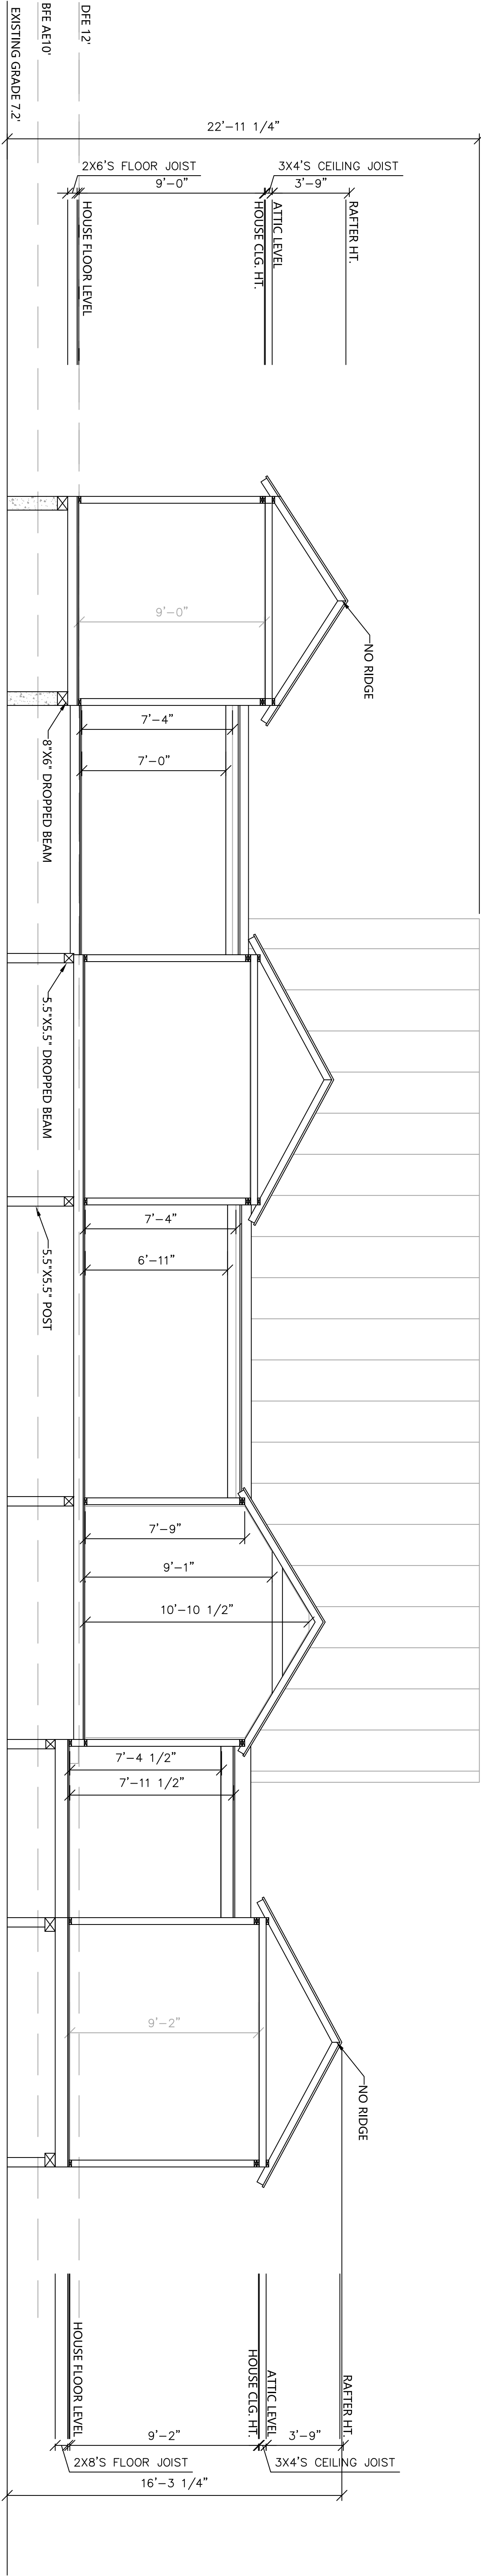 EXISTING GRADE 7.2'
BFE AE10'
DFE 12'
22'-11 1/4"
2X6'S FLOOR JOIST
9'-0"
3X4'S CEILING JOIST
3'-9"
HOUSE FLOOR LEVEL
HOUSE CLG. HT.
ATTIC LEVEL
RAFTER HT.
9'-0"
NO RIDGE
8"X6" DROPPED BEAM
7'-4"
7'-0"
5.5"X5.5" DROPPED BEAM
5.5"X5.5" POST
7'-4"
6'-11"
7'-9"
9'-1"
10'-10 1/2"
7'-4 1/2"
7'-11 1/2"
9'-2"
NO RIDGE
HOUSE FLOOR LEVEL
HOUSE CLG. HT.
ATTIC LEVEL
RAFTER HT.
9'-2"
3'-9"
2X8'S FLOOR JOIST
3X4'S CEILING JOIST
16'-3 1/4"